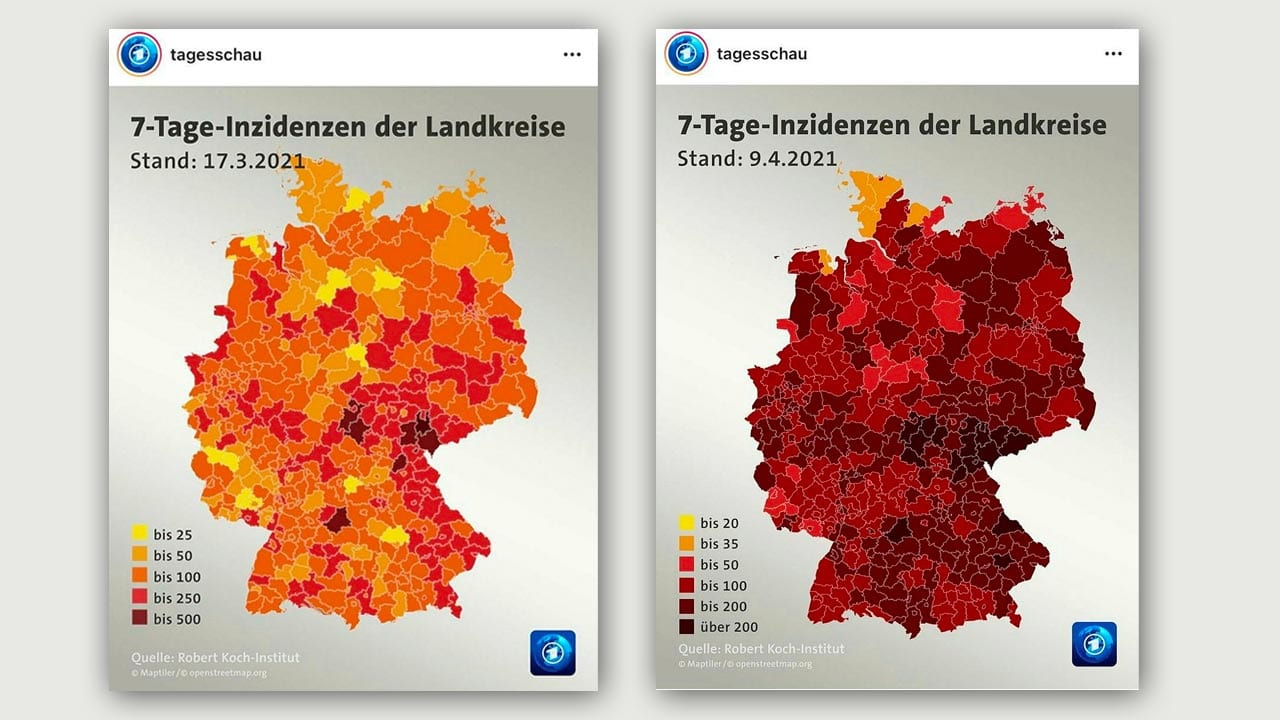 tagesschau
7-Tage-Inzidenzen der Landkreise
Stand: 17.3.2021
bis 25
bis 50
bis 100
bis 250
bis 500
Quelle: Robert Koch-Institut
© Maptiler/© openstreetmap.org
tagesschau
7-Tage-Inzidenzen der Landkreise
Stand: 9.4.2021
bis 20
bis 35
bis 50
bis 100
bis 200
über 200
Quelle: Robert Koch-Institut
© Maptiler/© openstreetmap.org